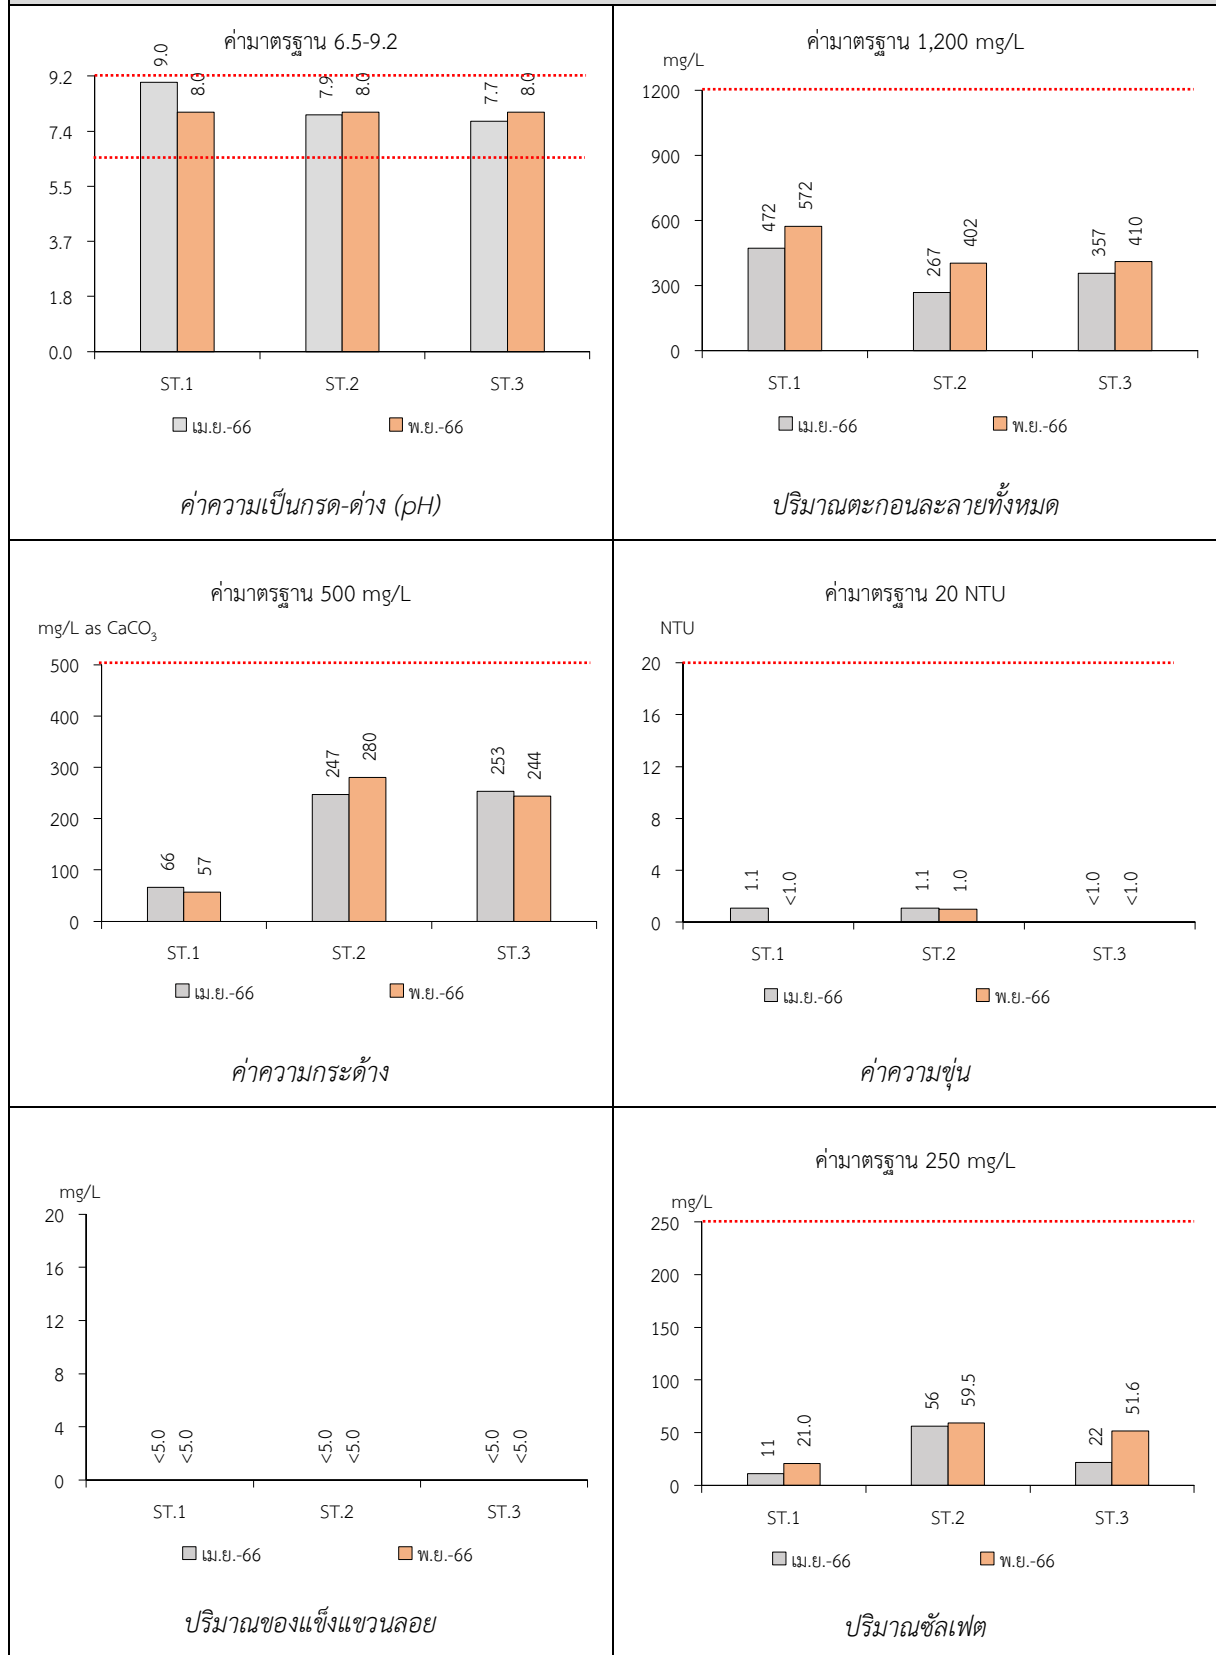 ค่ามาตรฐาน 6.5-9.2
9.0
8.0
7.9
8.0
7.7
8.0
9.2
7.4
5.5
3.7
1.8
0.0
ST.1 ST.2 ST.3
เม.ย.-66 พ.ย.-66
ค่าความเป็นกรด-ด่าง (pH)
ค่ามาตรฐาน 1,200 mg/L
mg/L
1200
900
600
300
0
472
572
267
402
357
410
ST.1 ST.2 ST.3
เม.ย.-66 พ.ย.-66
ปริมาณตะกอนละลายทั้งหมด
ค่ามาตรฐาน 500 mg/L
mg/L as CaCO3
500
400
300
200
100
0
66
57
247
280
253
244
ST.1 ST.2 ST.3
เม.ย.-66 พ.ย.-66
ค่าความกระด้าง
ค่ามาตรฐาน 20 NTU
NTU
20
16
12
8
4
0
1.1
<1.0
1.1
1.0
<1.0
<1.0
ST.1 ST.2 ST.3
เม.ย.-66 พ.ย.-66
ค่าความขุ่น
mg/L
20
16
12
8
4
0
<5.0
<5.0
<5.0
<5.0
<5.0
<5.0
ST.1 ST.2 ST.3
เม.ย.-66 พ.ย.-66
ปริมาณของแข็งแขวนลอย
ค่ามาตรฐาน 250 mg/L
mg/L
250
200
150
100
50
0
11
21.0
56
59.5
22
51.6
ST.1 ST.2 ST.3
เม.ย.-66 พ.ย.-66
ปริมาณซัลเฟต